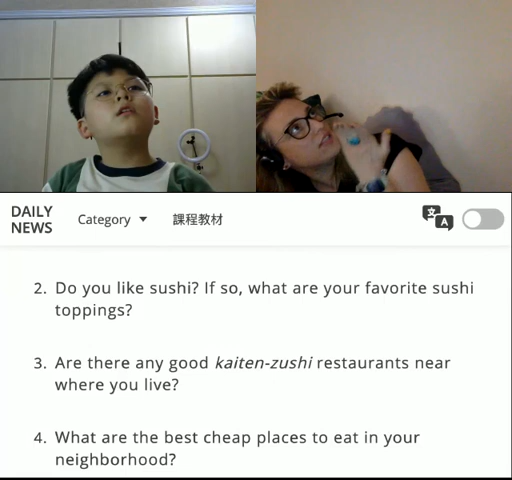 DAILY
NEWS
Category
課程教材
文
A
2. Do you like sushi? If so, what are your favorite sushi
toppings?
3. Are there any good kaiten-zushi restaurants near
where you live?
4. What are the best cheap places to eat in your
neighborhood?